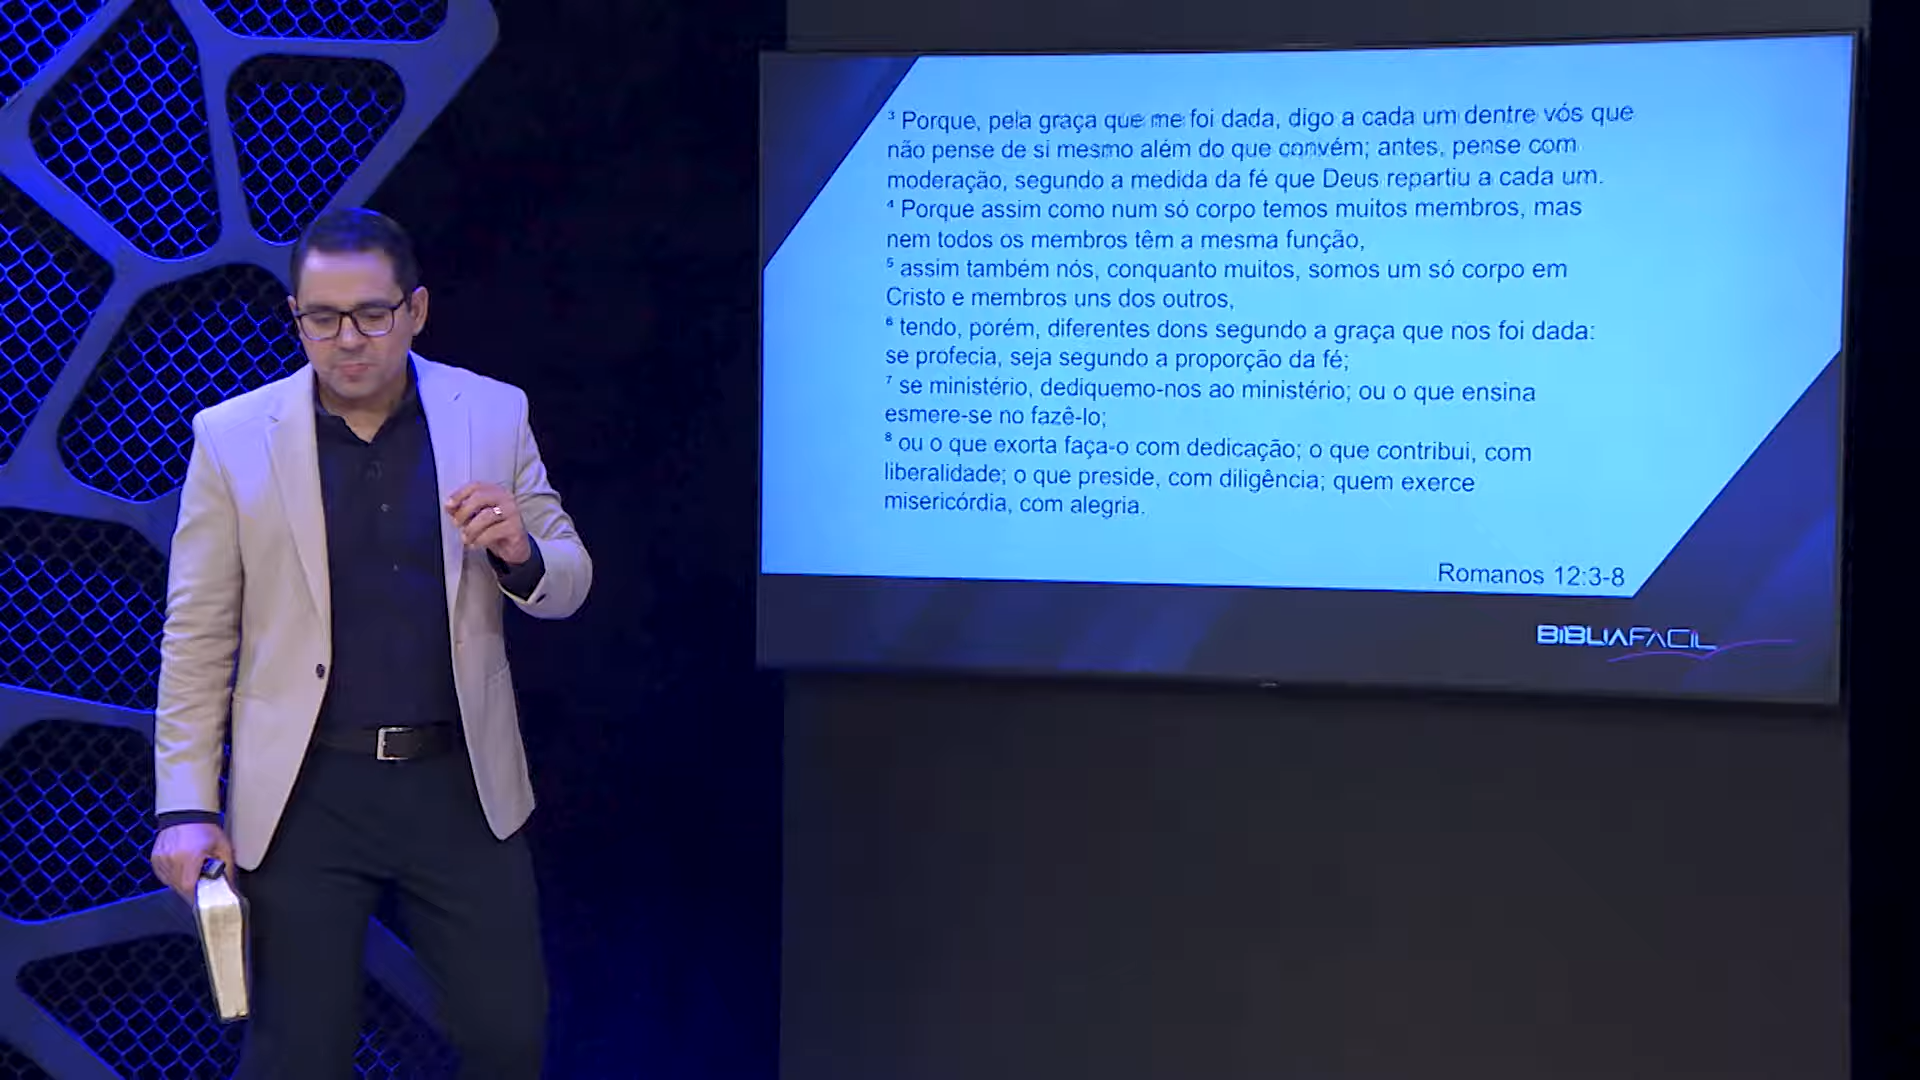 ³ Porque, pela graça que me foi dada, digo a cada um dentre vós que
não pense de si mesmo além do que convém; antes, pense com
moderação, segundo a medida da fé que Deus repartiu a cada um.
⁴ Porque assim como num só corpo temos muitos membros, mas
nem todos os membros têm a mesma função,
⁵ assim também nós, conquanto muitos, somos um só corpo em
Cristo e membros uns dos outros,
⁶ tendo, porém, diferentes dons segundo a graça que nos foi dada:
se profecia, seja segundo a proporção da fé;
⁷ se ministério, dediquemo-nos ao ministério; ou o que ensina
esmere-se no fazê-lo;
⁸ ou o que exorta faça-o com dedicação; o que contribui, com
liberalidade; o que preside, com diligência; quem exerce
misericórdia, com alegria.
Romanos 12:3-8
BÍBLIAFÁCIL